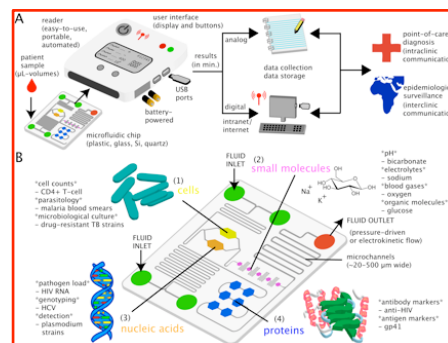 A
reader
(easy-to-use,
portable,
automated)
user interface
(display and buttons)
patient
sample
(μL-volumes)
results
(in min.)
USB
ports
battery-
powered
microfluidic chip
(plastic, glass, Si, quartz)
analog
data collection
data storage
digital
intranet/
internet
point-of-care
diagnosis
(intraclinic
communication)
epidemiologic
surveillance
(interclinic
communication)
B
"cell counts"
- CD4+ T-cell
"parasitology"
- malaria blood smears
"microbiological culture"
- drug-resistant TB strains
(1)
cells
FLUID
INLET
(2)
small molecules
Na+
K+
"pH"
- bicarbonate
"electrolytes"
- sodium
"blood gases"
- oxygen
"organic molecules"
- glucose
FLUID OUTLET
(pressure-driven
or electrokinetic flow)
FLUID
INLET
microchannels
(~20-500 μm wide)
"pathogen load"
- HIV RNA
"genotyping"
- HCV
"detection"
- plasmodium
strains
(3)
nucleic acids
(4)
proteins
"antibody markers"
- anti-HIV
"antigen markers"
- gp41